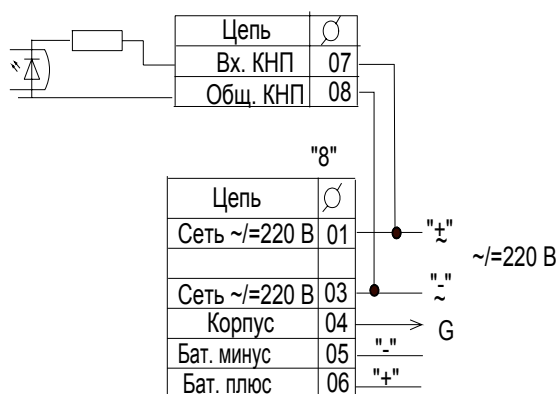 Цепь Ø
Вх. КНП 07
Общ. КНП 08
"8"
Цепь Ø
Сеть ~/=220 В 01 "±" ~
~/=220 В
Сеть ~/=220 В 03 "-" ~
Корпус 04 G
Бат. минус 05 "-"
Бат. плюс 06 "+"